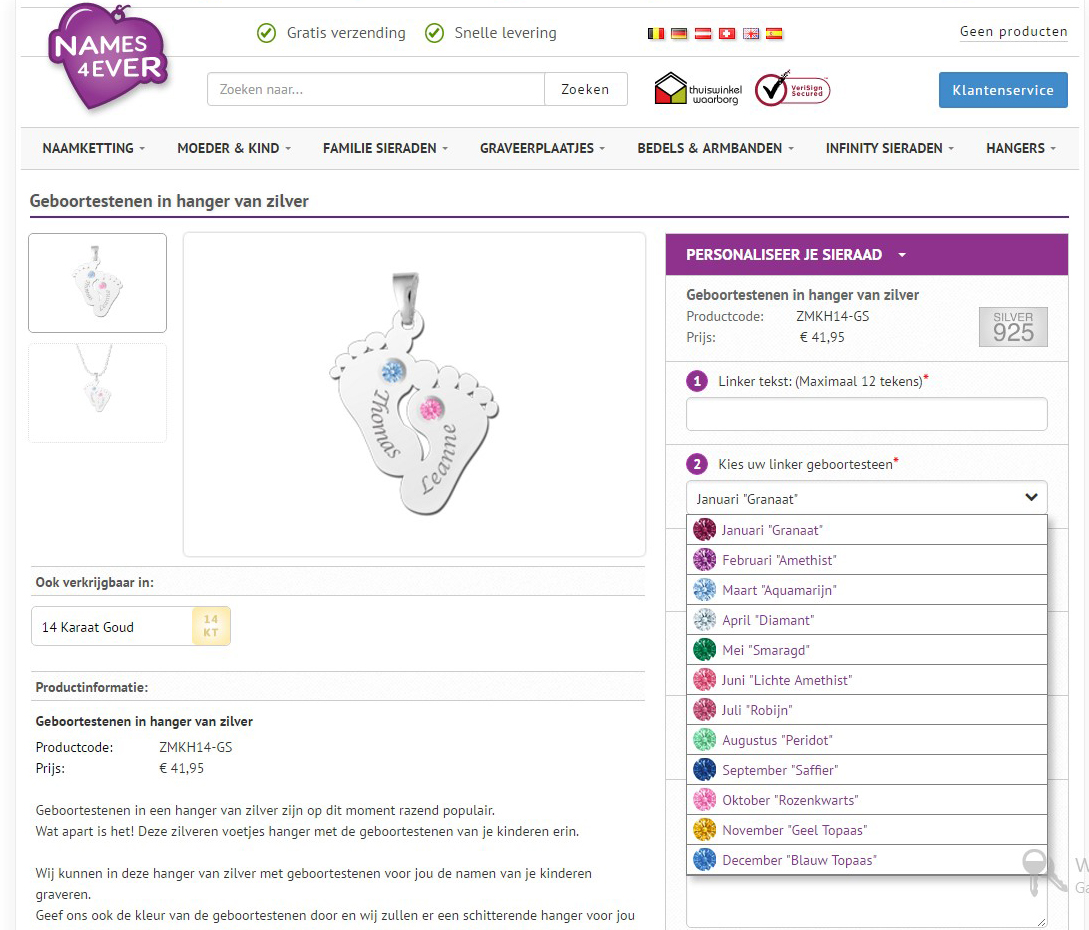 NAMES
4EVER
Gratis verzending
Snelle levering
Geen producten
Zoeken naar...
Zoeken
thuiswinkel
waarborg
VeriSign
Secured
Klantenservice
NAAMKETTING
MOEDER & KIND
FAMILIE SIERADEN
GRAVEERPLAATJES
BEDELS & ARMBANDEN
INFINITY SIERADEN
HANGERS
Geboortestenen in hanger van zilver
Thomas
Leanne
Ook verkrijgbaar in:
14 Karaat Goud
14
KT
Productinformatie:
Geboortestenen in hanger van zilver
Productcode: ZMKH14-GS
Prijs: € 41,95
Geboortestenen in een hanger van zilver zijn op dit moment razend populair.
Wat apart is het! Deze zilveren voetjes hanger met de geboortestenen van je kinderen erin.
Wij kunnen in deze hanger van zilver met geboortestenen voor jou de namen van je kinderen
graveren.
Geef ons ook de kleur van de geboortestenen door en wij zullen er een schitterende hanger voor jou
PERSONALISEER JE SIERAAD
Geboortestenen in hanger van zilver
Productcode: ZMKH14-GS
Prijs: € 41,95
SILVER
925
1 Linker tekst: (Maximaal 12 tekens)*
2 Kies uw linker geboortesteen*
Januari "Granaat"
Januari "Granaat"
Februari "Amethist"
Maart "Aquamarijn"
April "Diamant"
Mei "Smaragd"
Juni "Lichte Amethist"
Juli "Robijn"
Augustus "Peridot"
September "Saffier"
Oktober "Rozenkwarts"
November "Geel Topaas"
December "Blauw Topaas"